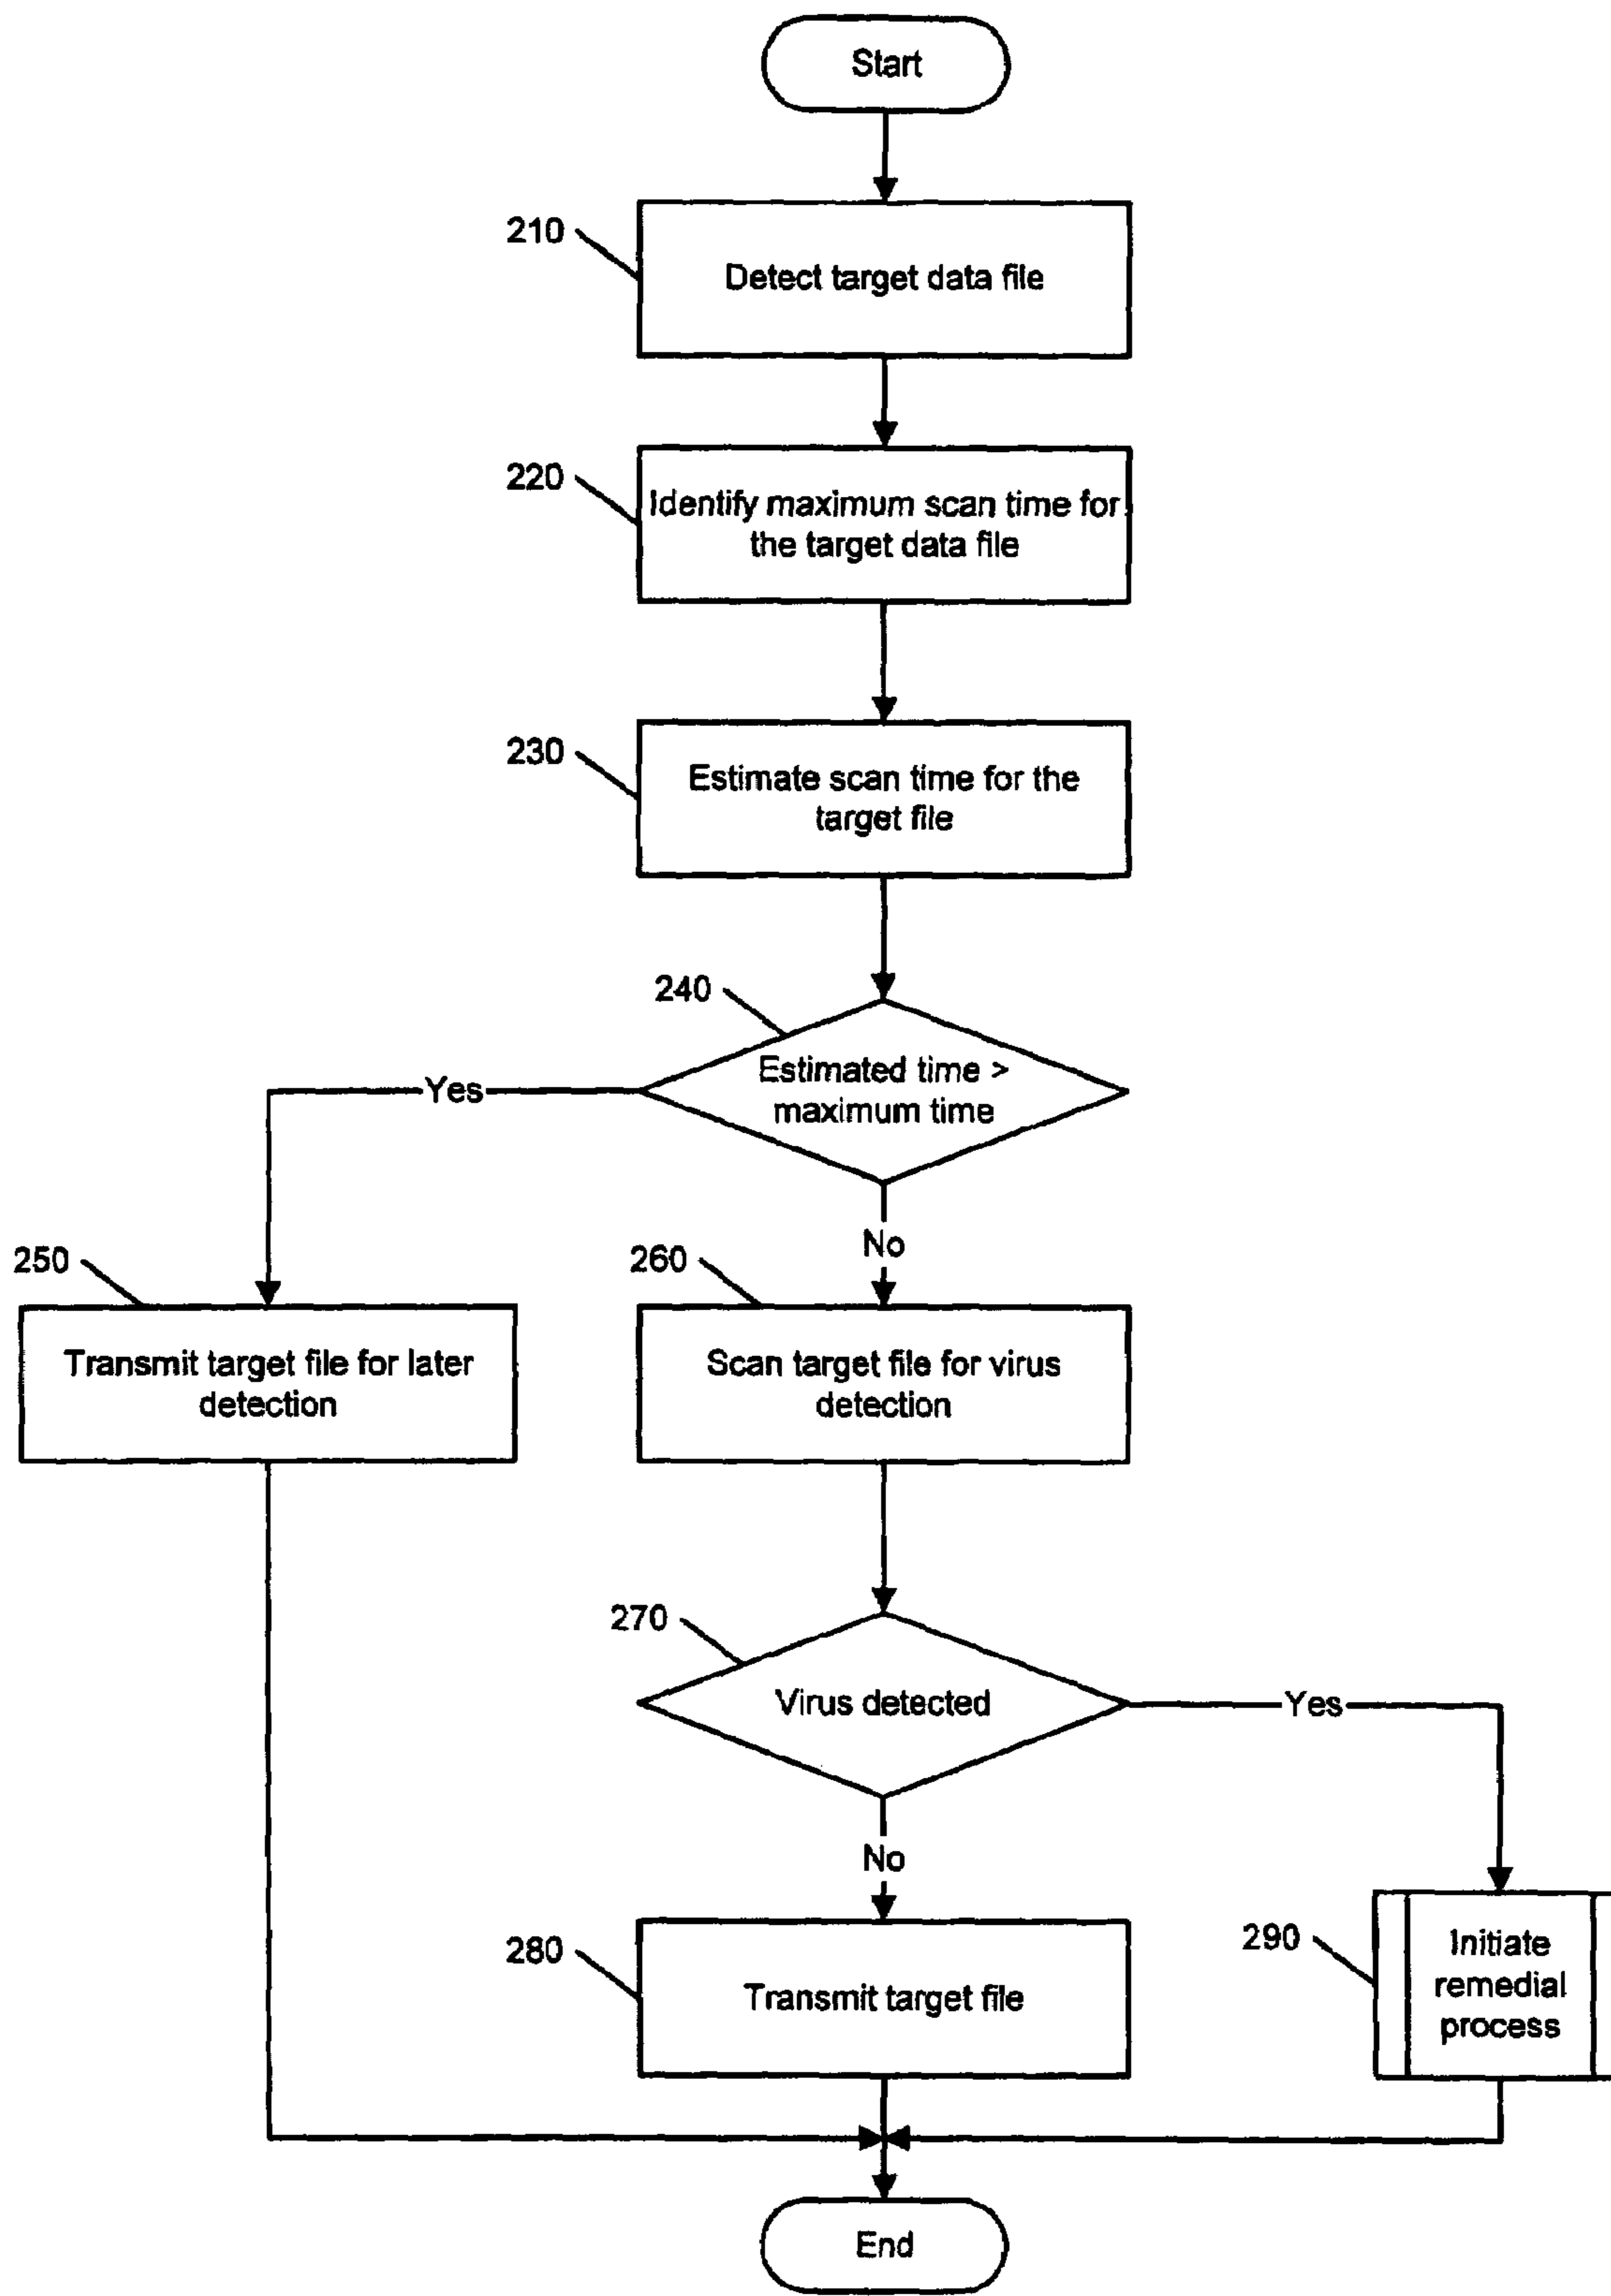 Start
210
Detect target data file
220
Identify maximum scan time for
the target data file
230
Estimate scan time for the
target file
240
Estimated time >
maximum time
Yes
No
250
Transmit target file for later
detection
260
Scan target file for virus
detection
270
Virus detected
Yes
No
280
Transmit target file
290
Initiate
remedial
process
End